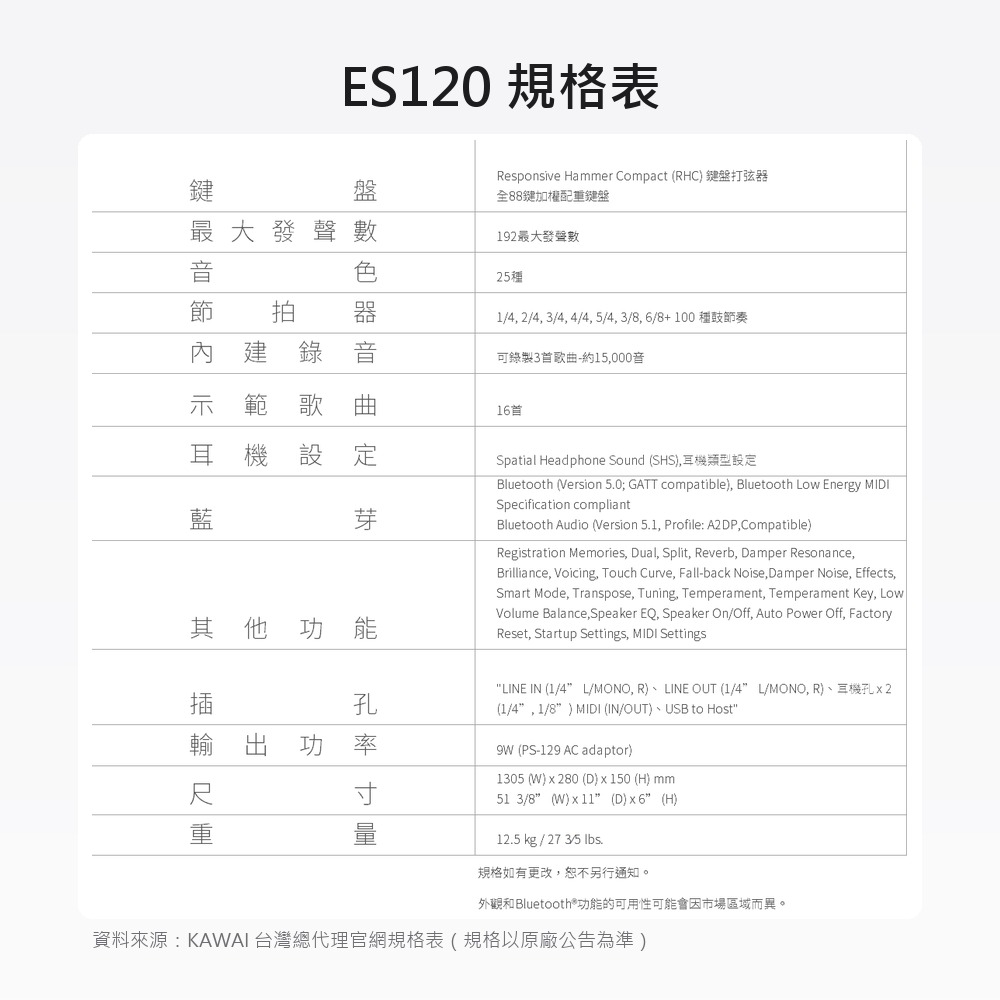 ES120 規格表
鍵盤
Responsive Hammer Compact (RHC) 鍵盤打弦器
全88鍵加權配重鍵盤
最大發聲數
192最大發聲數
音色
25種
節拍器
1/4, 2/4, 3/4, 4/4, 5/4, 3/8, 6/8+ 100 種鼓節奏
內建錄音
可錄製3首歌曲-約15,000音
示範歌曲
16首
耳機設定
Spatial Headphone Sound (SHS),耳機類型設定
藍芽
Bluetooth (Version 5.0; GATT compatible), Bluetooth Low Energy MIDI
Specification compliant
Bluetooth Audio (Version 5.1, Profile: A2DP,Compatible)
其他功能
Registration Memories, Dual, Split, Reverb, Damper Resonance,
Brilliance, Voicing, Touch Curve, Fall-back Noise,Damper Noise, Effects,
Smart Mode, Transpose, Tuning, Temperament, Temperament Key, Low
Volume Balance,Speaker EQ, Speaker On/Off, Auto Power Off, Factory
Reset, Startup Settings, MIDI Settings
插孔
"LINE IN (1/4” L/MONO, R)、 LINE OUT (1/4” L/MONO, R)、耳機孔 x 2
(1/4”, 1/8”) MIDI (IN/OUT)、USB to Host"
輸出功率
9W (PS-129 AC adaptor)
尺寸
1305 (W) x 280 (D) x 150 (H) mm
51 3/8” (W) x 11” (D) x 6” (H)
重量
12.5 kg / 27 3/5 lbs.
規格如有更改，恕不另行通知。
外觀和Bluetooth®功能的可用性可能會因市場區域而異。
資料來源：KAWAI 台灣總代理官網規格表 ( 規格以原廠公告為準 )